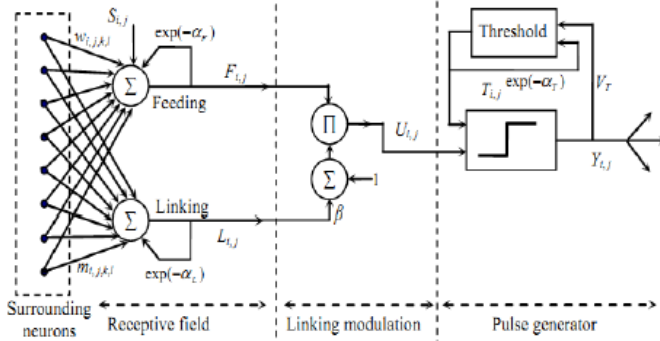 S_{i,j}
w_{i,j,k,l}
exp(-α_F)
Σ
F_{i,j}
Feeding
Threshold
T_{i,j}
exp(-α_T)
V_T
Π
U_{i,j}
Y_{i,j}
Σ
1
β
Σ
Linking
L_{i,j}
m_{i,j,k,l}
exp(-α_L)
Surrounding
neurons
Receptive field
Linking modulation
Pulse generator